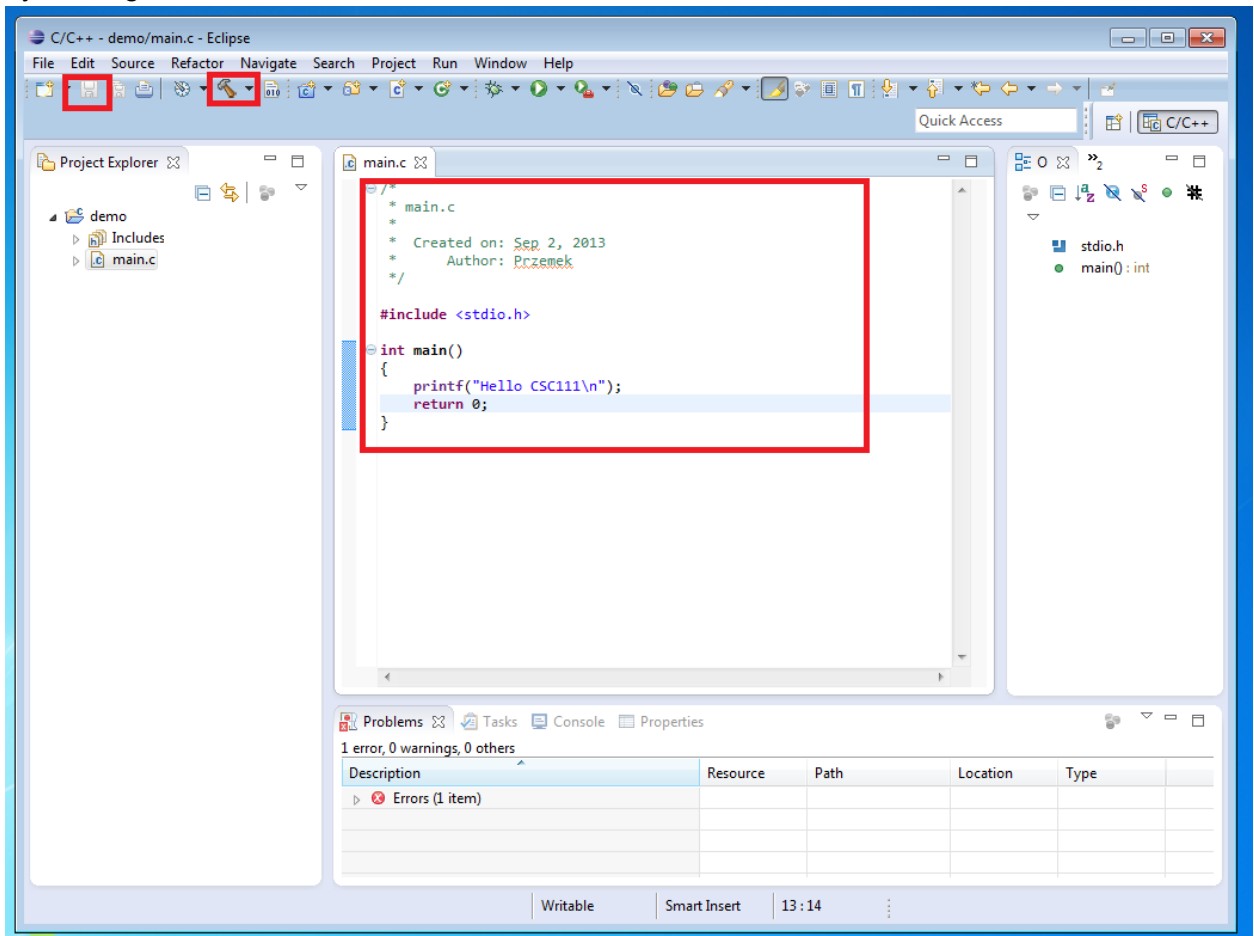 C/C++ - demo/main.c - Eclipse
File Edit Source Refactor Navigate Search Project Run Window Help
Quick Access
C/C++
Project Explorer
demo
Includes
main.c
main.c
/*
 * main.c
 *
 *  Created on: Sep 2, 2013
 *      Author: Przemek
 */
#include <stdio.h>
int main()
{
    printf("Hello CSC111\n");
    return 0;
}
O
»2
stdio.h
main() : int
Problems Tasks Console Properties
1 error, 0 warnings, 0 others
Description Resource Path Location Type
Errors (1 item)
Writable Smart Insert 13 : 14